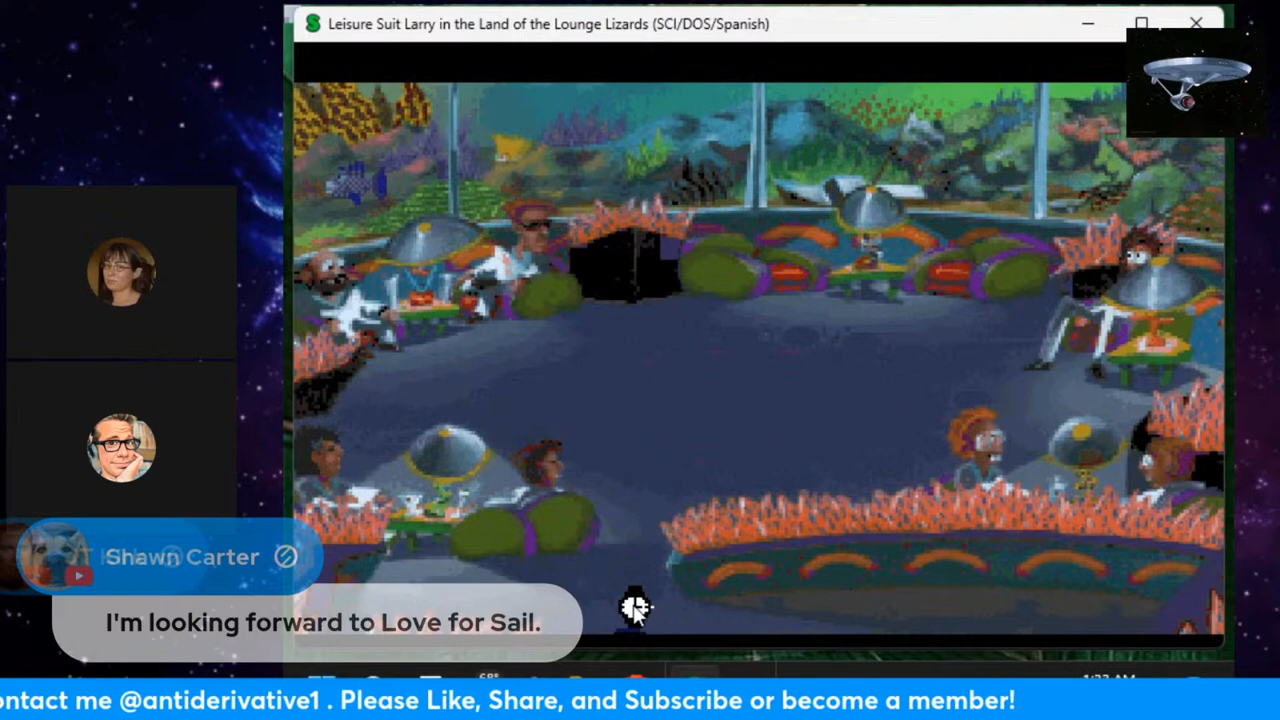 Leisure Suit Larry in the Land of the Lounge Lizards (SCI/DOS/Spanish)
Shawn Carter
I'm looking forward to Love for Sail.
ontact me @antiderivative1 . Please Like, Share, and Subscribe or become a member!